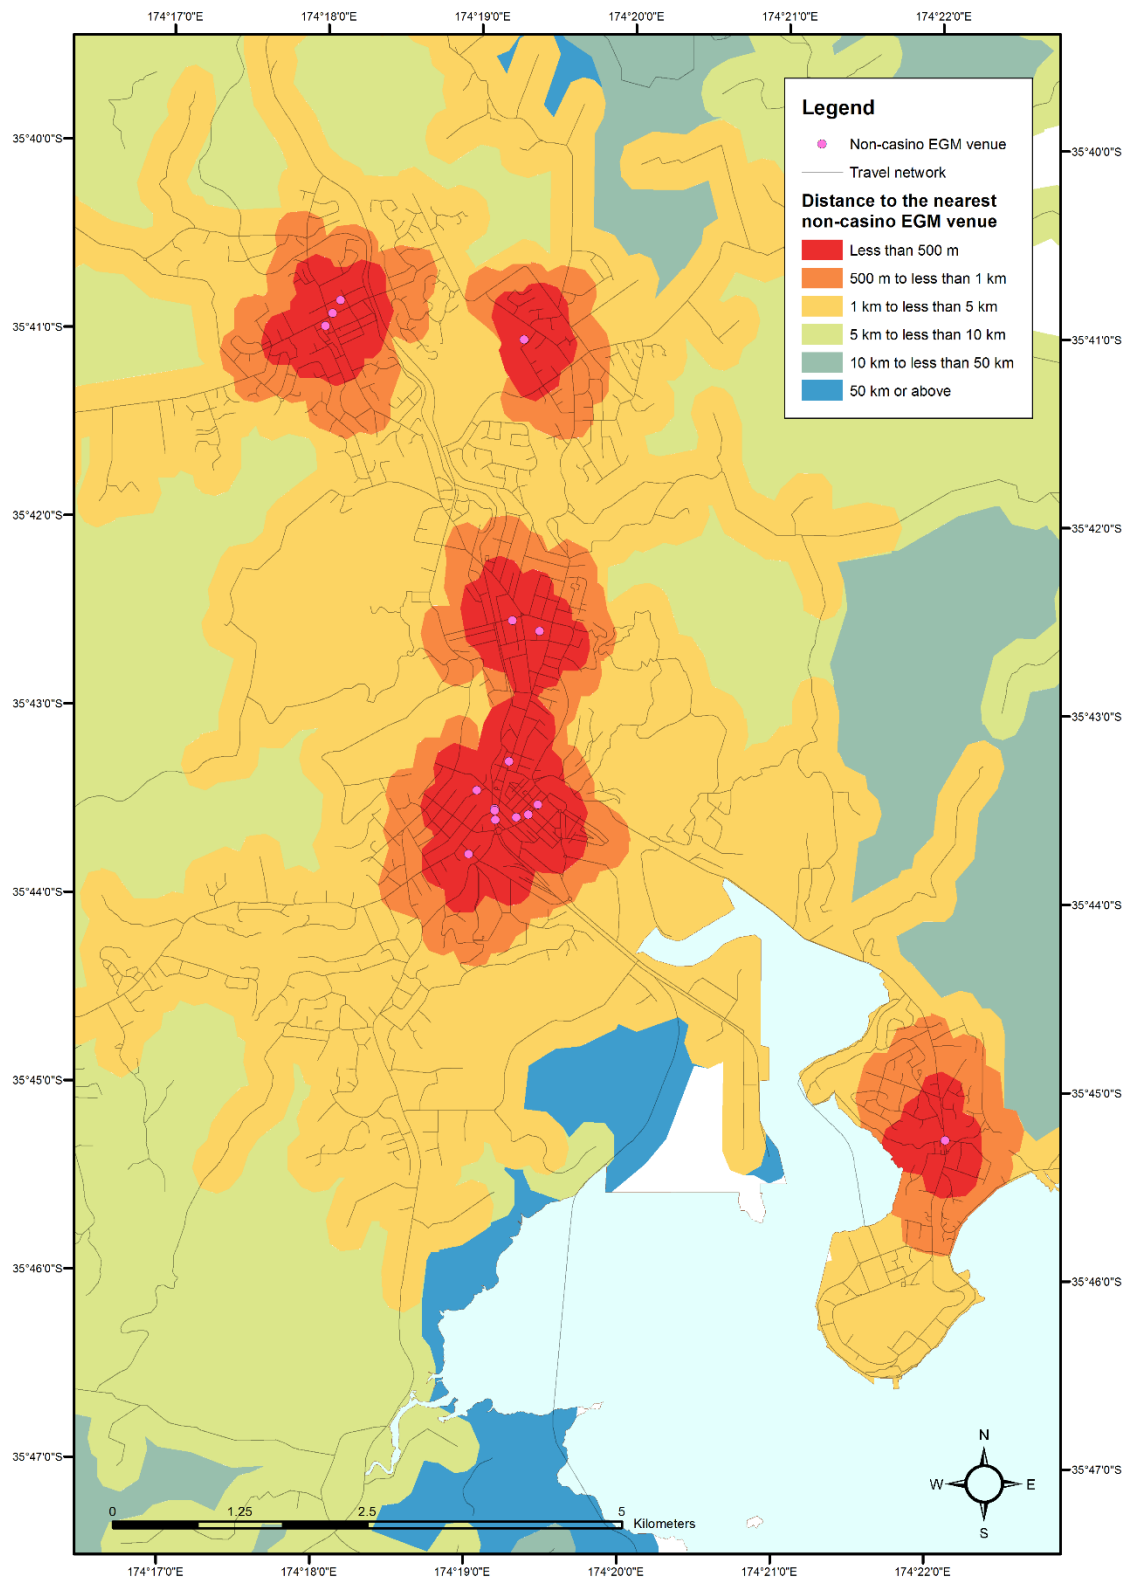 174°17'0"E 174°18'0"E 174°19'0"E 174°20'0"E 174°21'0"E 174°22'0"E
Legend
Non-casino EGM venue
Travel network
Distance to the nearest
non-casino EGM venue
Less than 500 m
500 m to less than 1 km
1 km to less than 5 km
5 km to less than 10 km
10 km to less than 50 km
50 km or above
35°40'0"S 35°40'0"S
35°41'0"S 35°41'0"S
35°42'0"S 35°42'0"S
35°43'0"S 35°43'0"S
35°44'0"S 35°44'0"S
35°45'0"S 35°45'0"S
35°46'0"S 35°46'0"S
35°47'0"S 35°47'0"S
N
W E
S
0 1.25 2.5 5
Kilometers
174°17'0"E 174°18'0"E 174°19'0"E 174°20'0"E 174°21'0"E 174°22'0"E